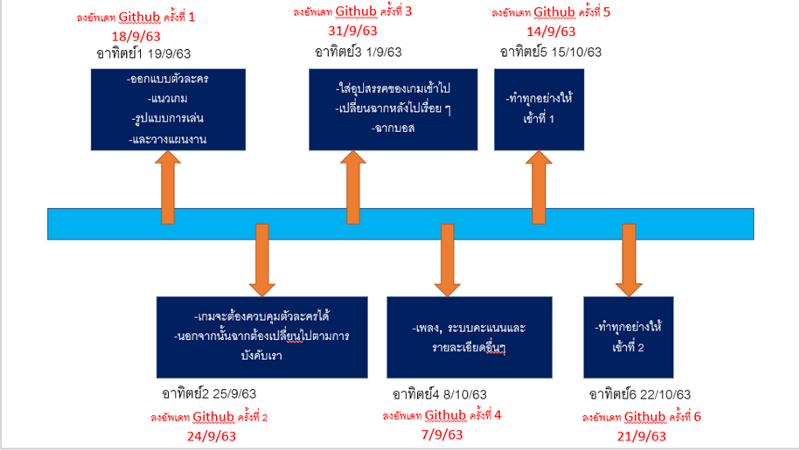 ลงอัพเดท Github ครั้งที่ 1
18/9/63
อาทิตย์1 19/9/63
-ออกแบบตัวละคร
-แนวเกม
-รูปแบบการเล่น
-และวางแผนงาน
ลงอัพเดท Github ครั้งที่ 3
31/9/63
อาทิตย์3 1/9/63
-ใส่อุปสรรคของเกมเข้าไป
-เปลี่ยนฉากหลังไปเรื่อย ๆ
-ฉากบอส
ลงอัพเดท Github ครั้งที่ 5
14/9/63
อาทิตย์5 15/10/63
-ทำทุกอย่างให้
เข้าที่ 1
-เกมจะต้องควบคุมตัวละครได้
-นอกจากนั้นฉากต้องเปลี่ยนไปตามการ
บังคับเรา
อาทิตย์2 25/9/63
ลงอัพเดท Github ครั้งที่ 2
24/9/63
-เพลง, ระบบคะแนนและ
รายละเอียดอื่นๆ
อาทิตย์4 8/10/63
ลงอัพเดท Github ครั้งที่ 4
7/9/63
-ทำทุกอย่างให้
เข้าที่ 2
อาทิตย์6 22/10/63
ลงอัพเดท Github ครั้งที่ 6
21/9/63